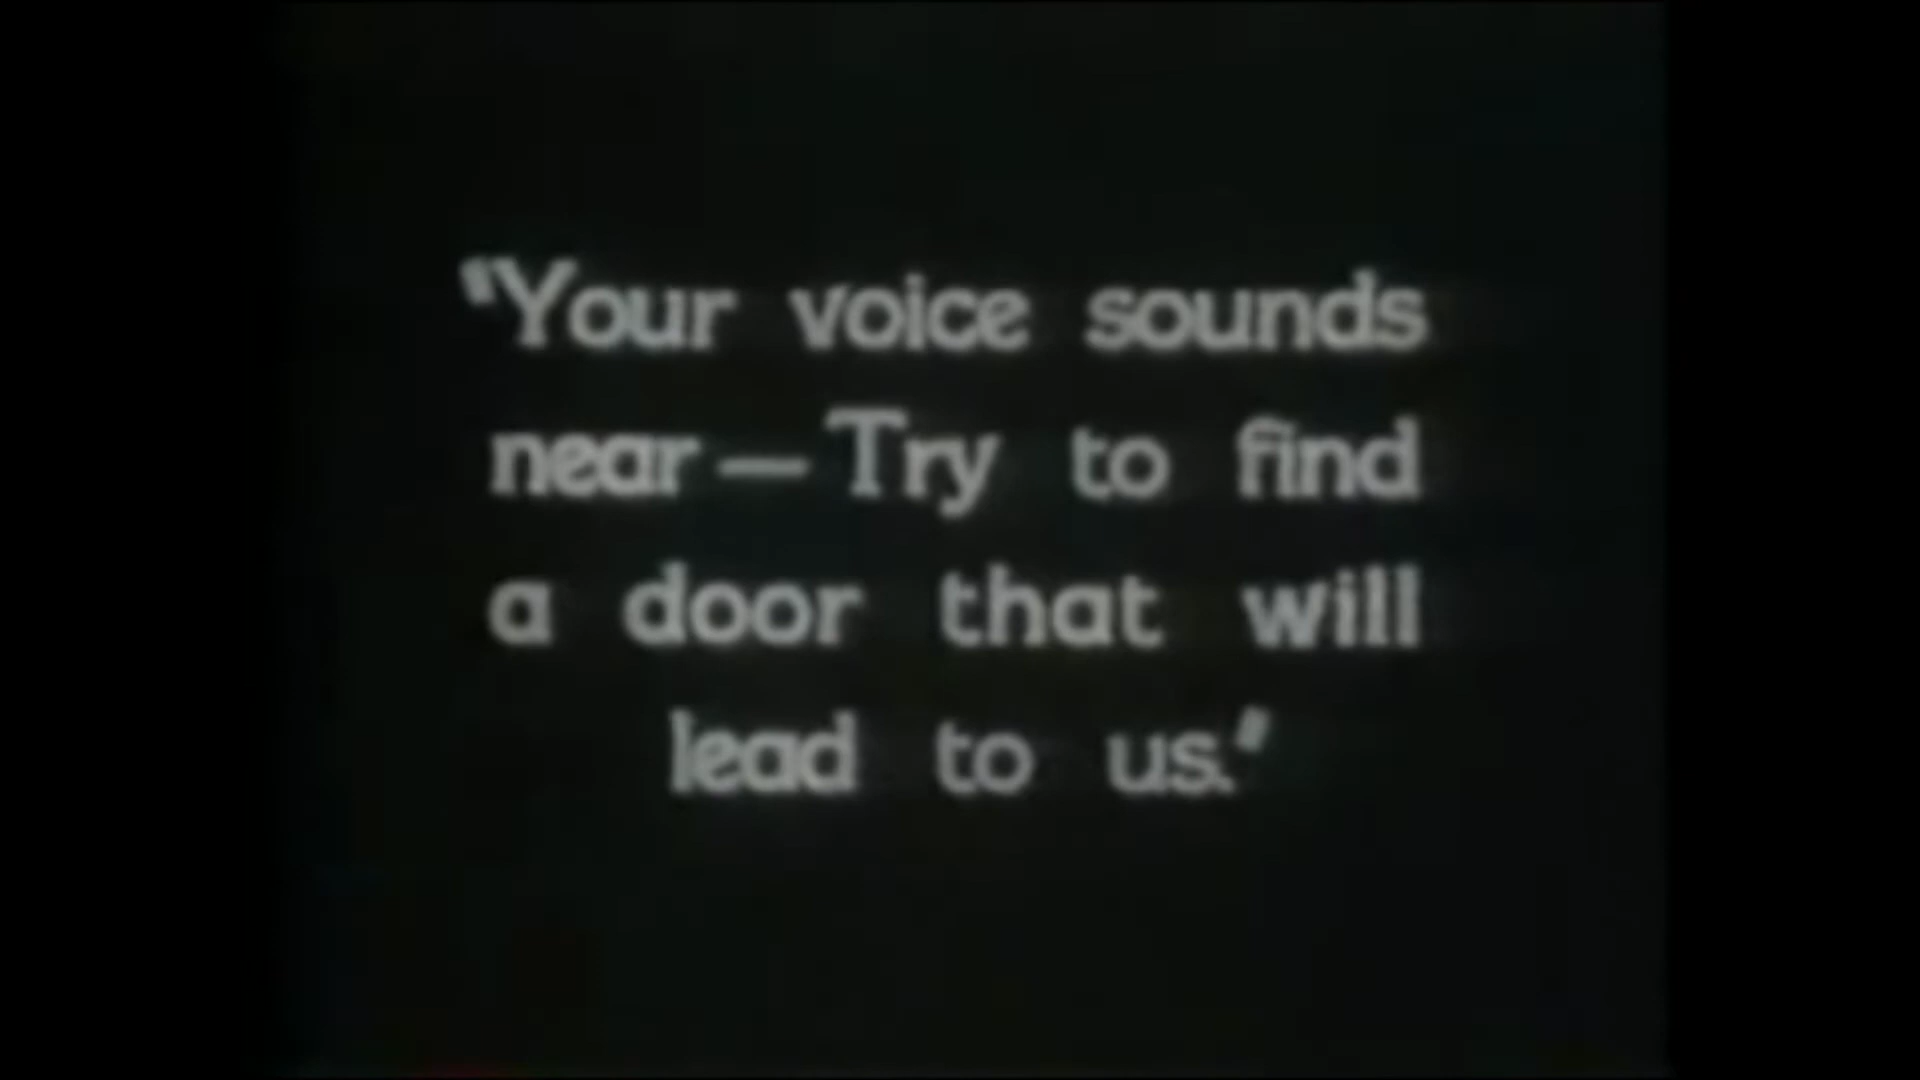 "Your voice sounds
near—Try to find
a door that will
lead to us."